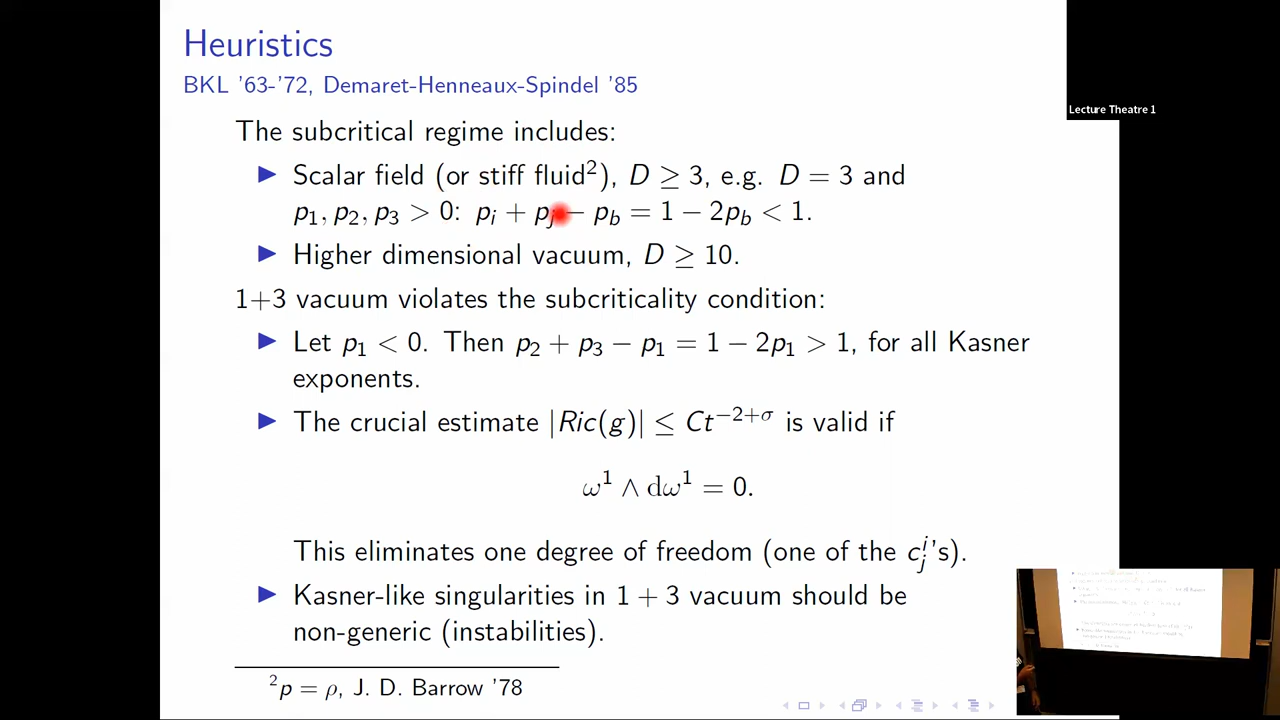 Heuristics
BKL '63-'72, Demaret-Henneaux-Spindel '85
The subcritical regime includes:
▶ Scalar field (or stiff fluid²), D ≥ 3, e.g. D = 3 and
p₁, p₂, p₃ > 0: pᵢ + pⱼ − p_b = 1 − 2p_b < 1.
▶ Higher dimensional vacuum, D ≥ 10.
1+3 vacuum violates the subcriticality condition:
▶ Let p₁ < 0. Then p₂ + p₃ − p₁ = 1 − 2p₁ > 1, for all Kasner
exponents.
▶ The crucial estimate |Ric(g)| ≤ Ct^{−2+σ} is valid if
ω¹ ∧ dω¹ = 0.
This eliminates one degree of freedom (one of the c_j^i's).
▶ Kasner-like singularities in 1 + 3 vacuum should be
non-generic (instabilities).
²p = ρ, J. D. Barrow '78
Lecture Theatre 1